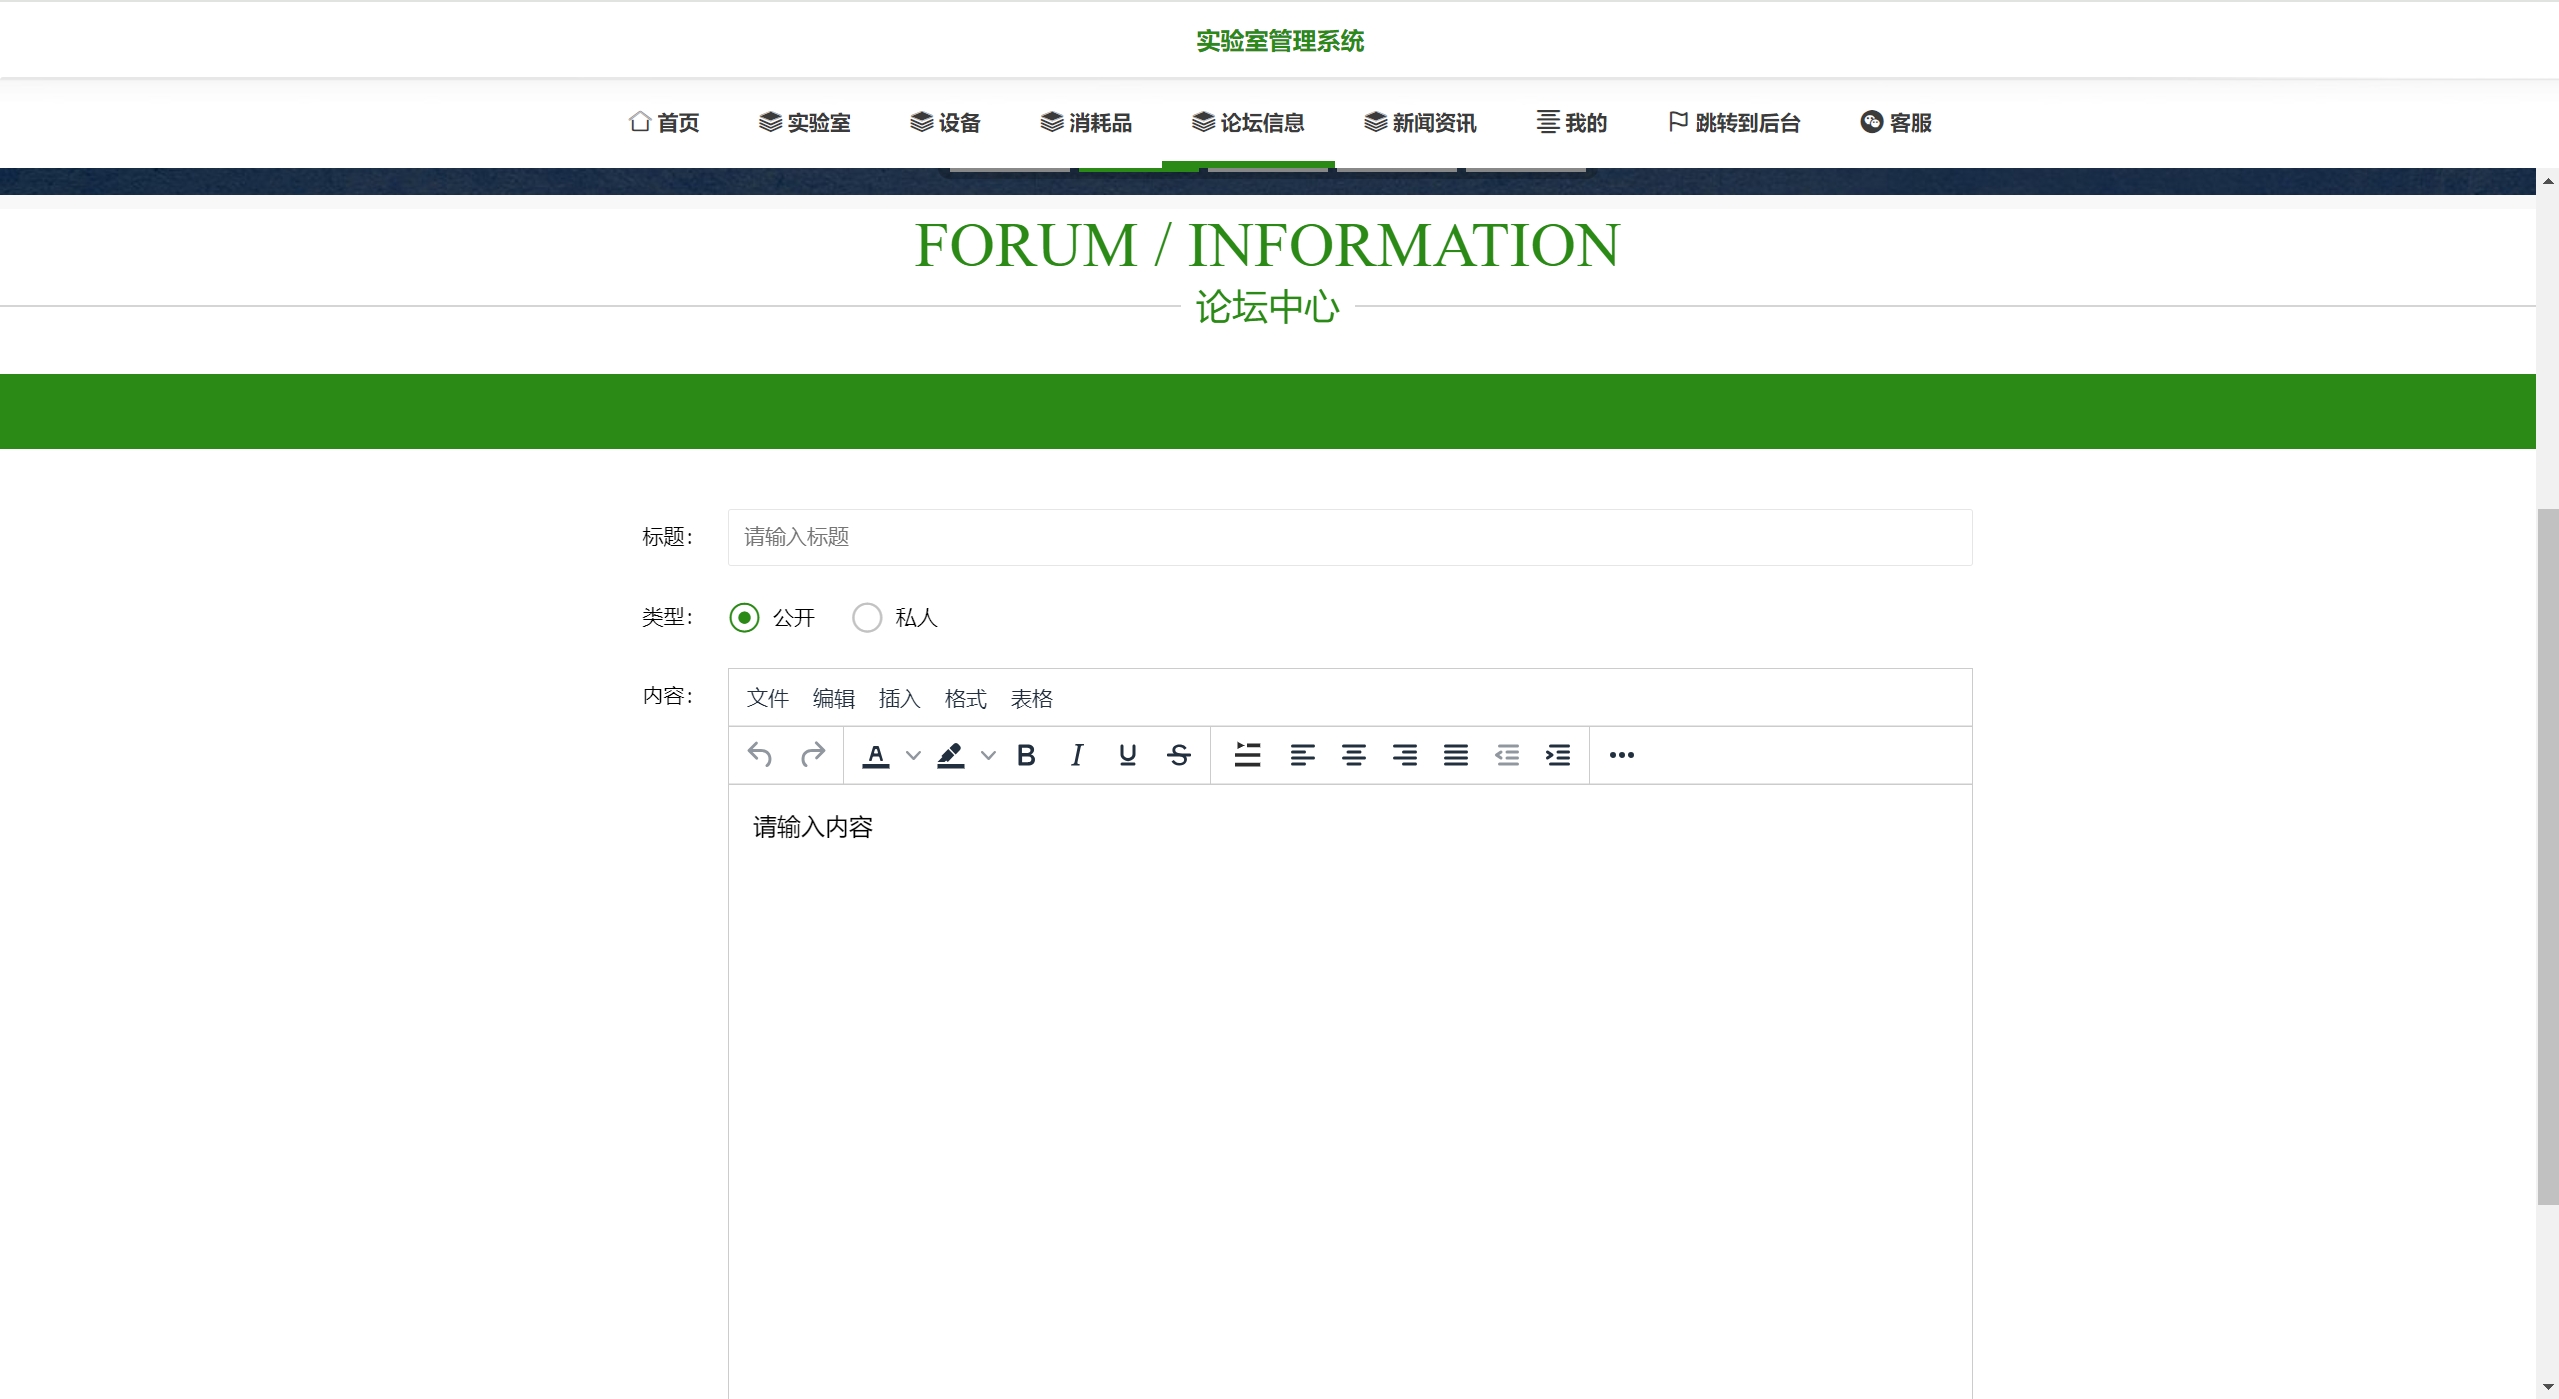 实验室管理系统
首页 实验室 设备 消耗品 论坛信息 新闻资讯 我的 跳转到后台 客服
FORUM / INFORMATION
论坛中心
标题： 请输入标题
类型： 公开 私人
内容： 文件 编辑 插入 格式 表格
请输入内容